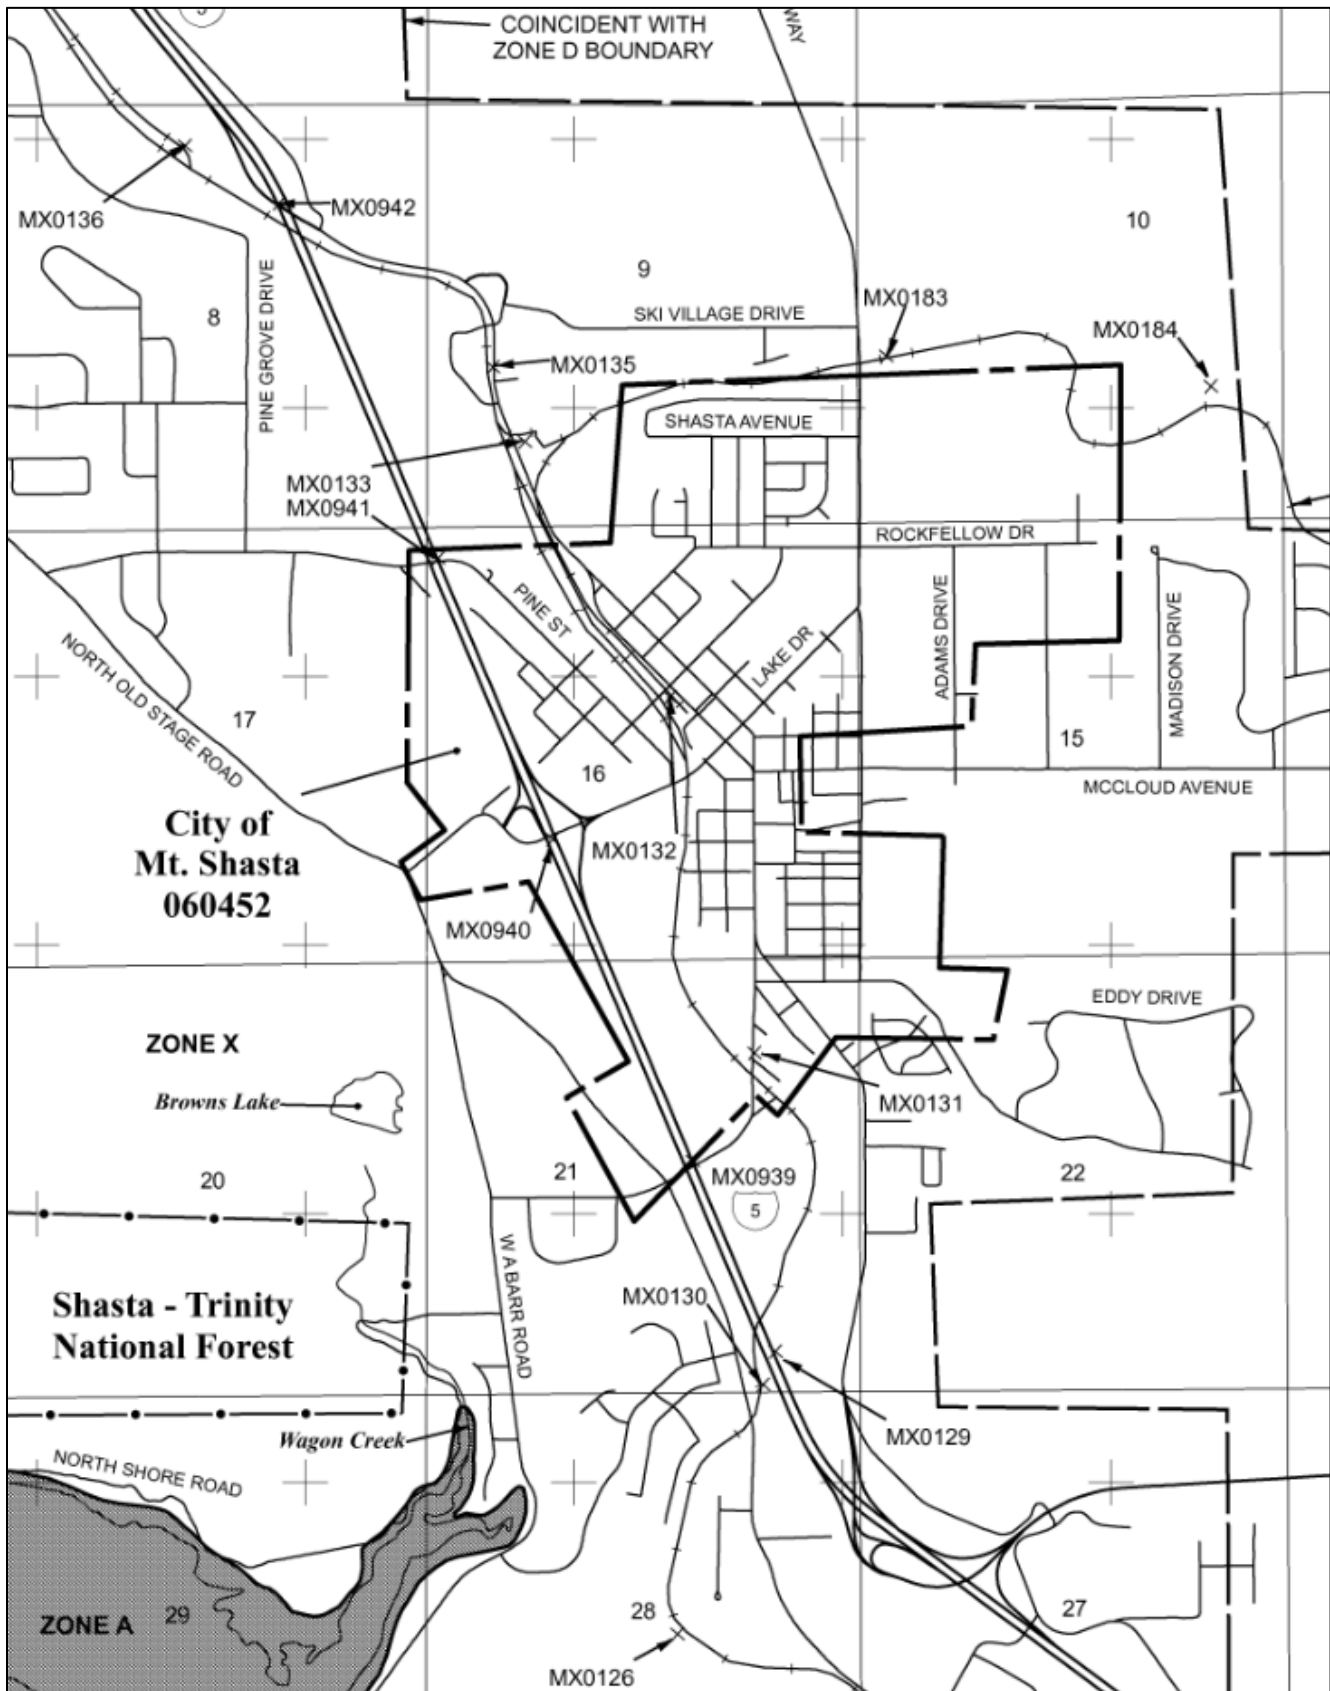 5
COINCIDENT WITH
ZONE D BOUNDARY
WAY
MX0136
MX0942
10
9
8
PINE GROVE DRIVE
SKI VILLAGE DRIVE
MX0183
MX0184
MX0135
SHASTA AVENUE
MX0133
MX0941
ROCKFELLOW DR
PINE ST
LAKE DR
ADAMS DRIVE
MADISON DRIVE
NORTH OLD STAGE ROAD
17
16
15
MCCLOUD AVENUE
City of
Mt. Shasta
060452
MX0132
MX0940
EDDY DRIVE
ZONE X
Browns Lake
MX0131
20
21
MX0939
5
22
W A BARR ROAD
Shasta - Trinity
National Forest
MX0130
MX0129
Wagon Creek
NORTH SHORE ROAD
ZONE A
29
28
27
MX0126